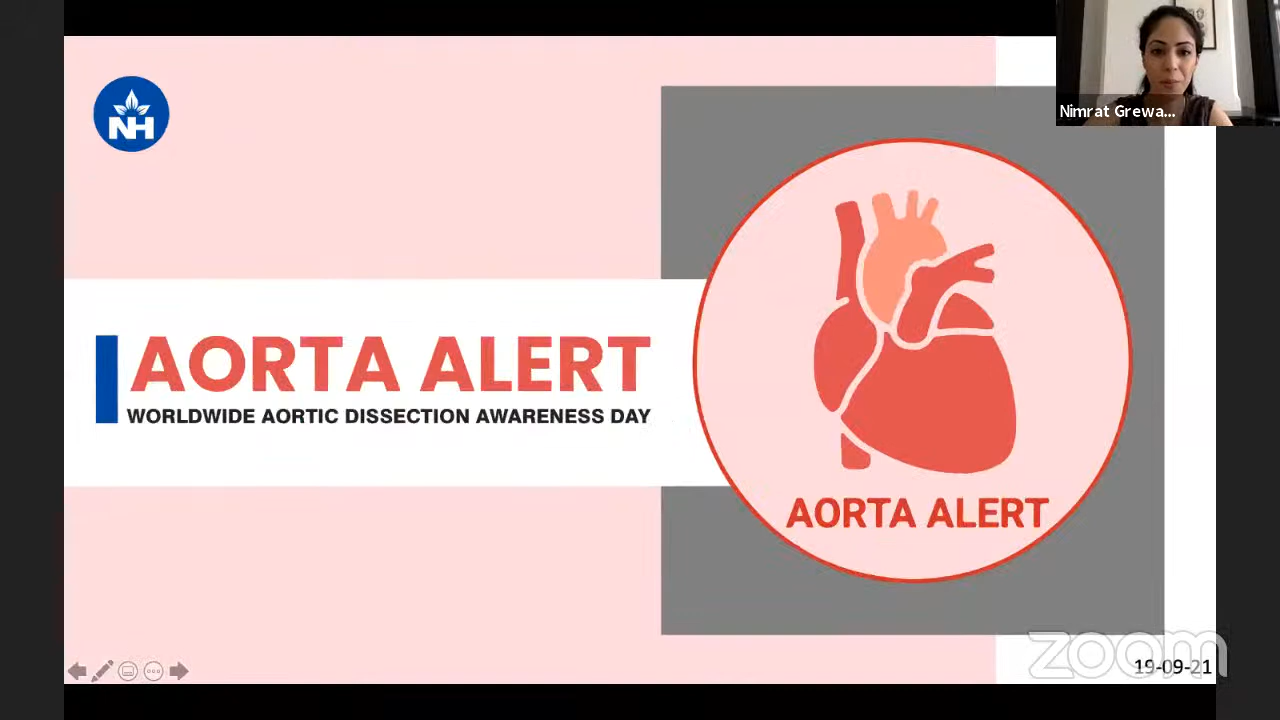 NH
Nimrat Grewa...
AORTA ALERT
WORLDWIDE AORTIC DISSECTION AWARENESS DAY
AORTA ALERT
zoom
19-09-21